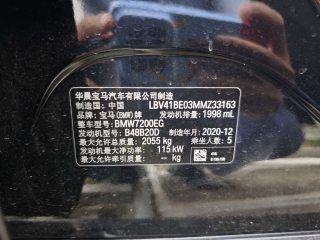 华晨宝马汽车有限公司制造
制造国: 中国 LBV41BE03MMZ33163
品牌: 宝马(BMW)牌 发动机排量: 1998 mL
整车型号: BMW7200EG
发动机型号: B48B20D 制造年月: 2020-12
最大允许总质量: 2055 kg 乘坐人数: 5
发动机最大净功率: 115 kW
最大允许牵引质量: -- kg